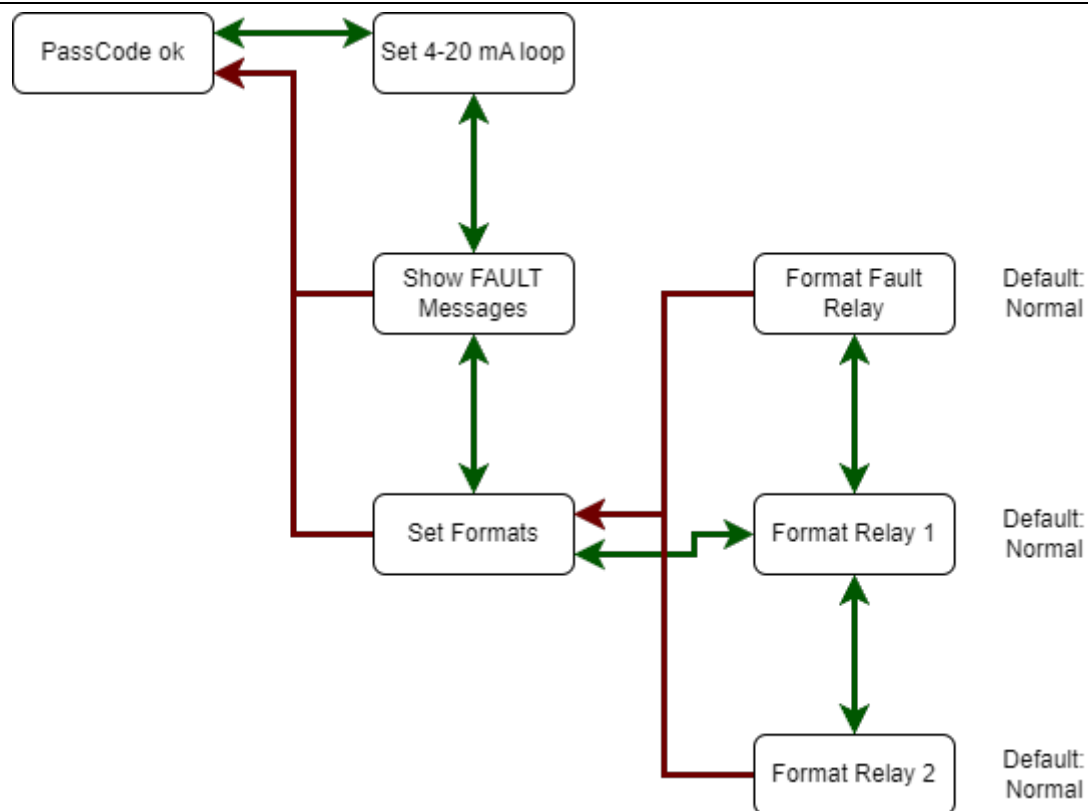 PassCode ok
Set 4-20 mA loop
Show FAULT
Messages
Format Fault
Relay
Default:
Normal
Set Formats
Format Relay 1
Default:
Normal
Format Relay 2
Default:
Normal